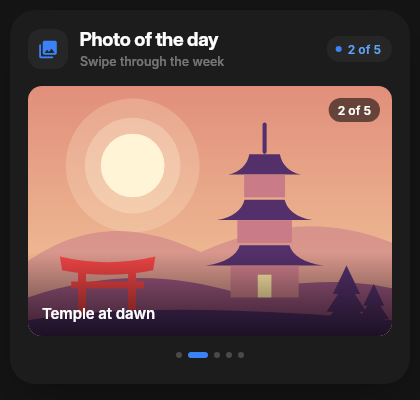 Photo of the day
Swipe through the week
2 of 5
2 of 5
Temple at dawn